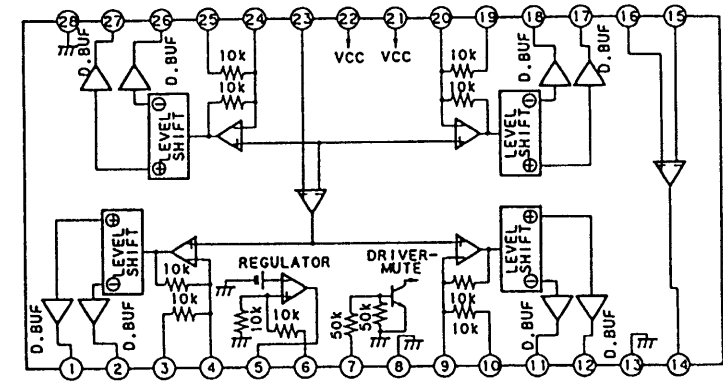 28 27 26 25 24 23 22 21 20 19 18 17 16 15
D.BUF
D.BUF
10k
10k
VCC
VCC
10k
10k
D.BUF
D.BUF
LEVEL
SHIFT
LEVEL
SHIFT
LEVEL
SHIFT
LEVEL
SHIFT
REGULATOR
DRIVER-
MUTE
10k
10k
10k
10k
50k
50k
10k
10k
D.BUF
D.BUF
D.BUF
D.BUF
1 2 3 4 5 6 7 8 9 10 11 12 13 14